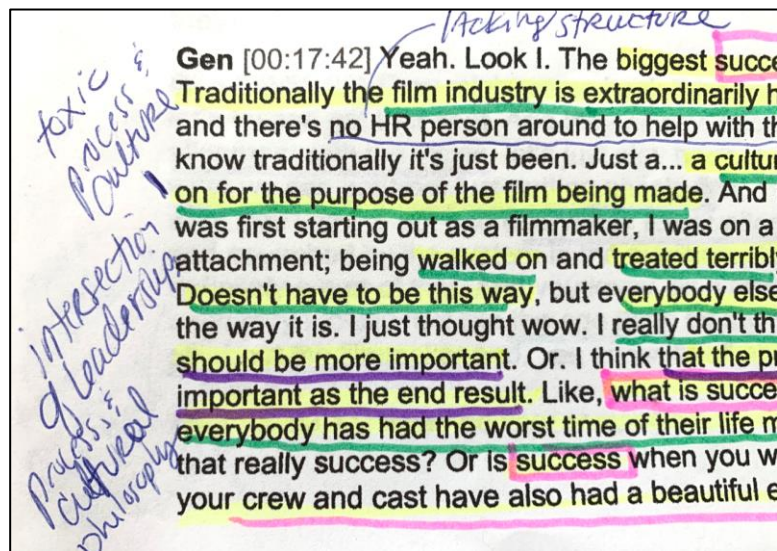 lacking structure
Gen [00:17:42] Yeah. Look I. The biggest succe
Traditionally the film industry is extraordinarily h
and there's no HR person around to help with th
know traditionally it's just been. Just a... a cultur
on for the purpose of the film being made. And
was first starting out as a filmmaker, I was on a
attachment; being walked on and treated terribly
Doesn't have to be this way, but everybody else
the way it is. I just thought wow. I really don't th
should be more important. Or. I think that the pr
important as the end result. Like, what is succe
everybody has had the worst time of their life m
that really success? Or is success when you w
your crew and cast have also had a beautiful e
toxic
process &
culture
intersection
of leadership
process &
cultural
philosophy